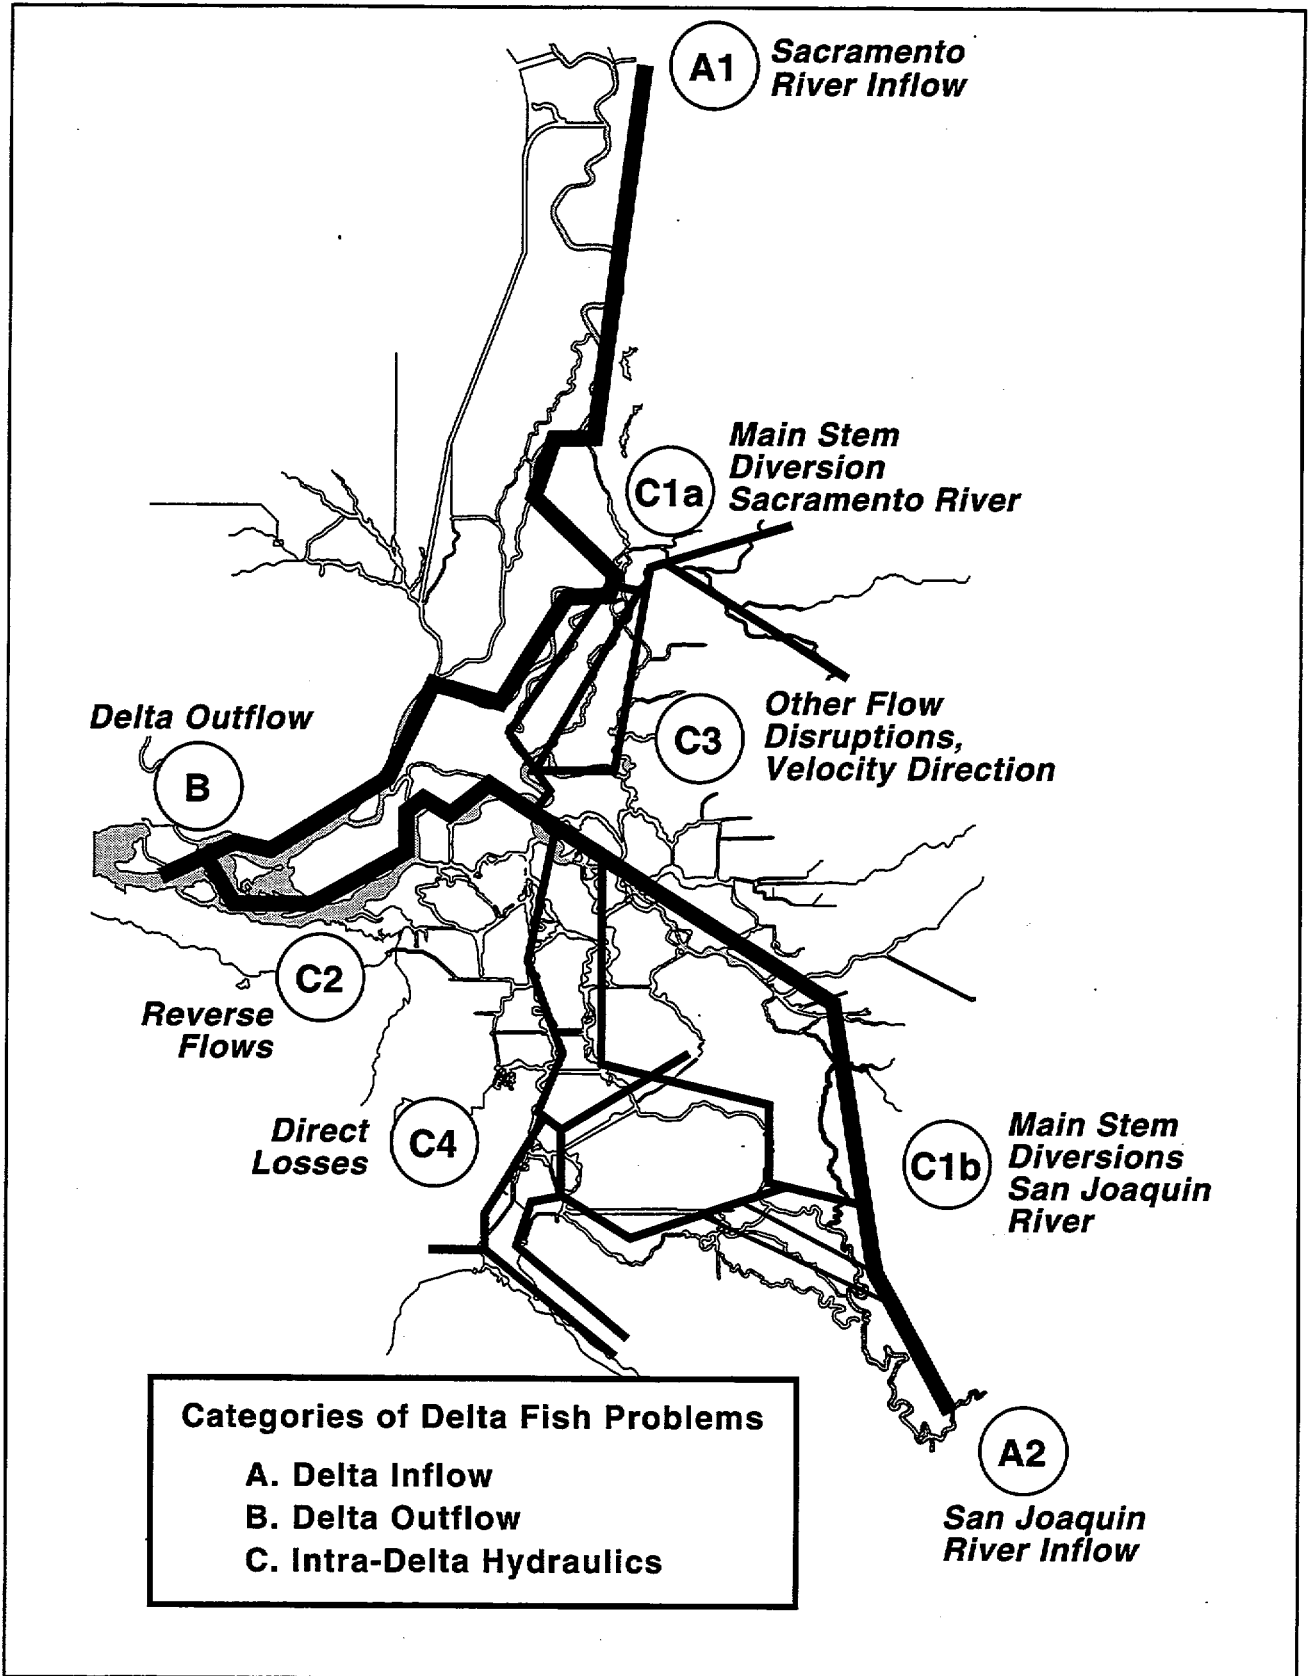 A1
Sacramento
River Inflow
Main Stem
Diversion
C1a
Sacramento River
Delta Outflow
B
C3
Other Flow
Disruptions,
Velocity Direction
C2
Reverse
Flows
Direct
Losses
C4
C1b
Main Stem
Diversions
San Joaquin
River
Categories of Delta Fish Problems
A. Delta Inflow
B. Delta Outflow
C. Intra-Delta Hydraulics
A2
San Joaquin
River Inflow